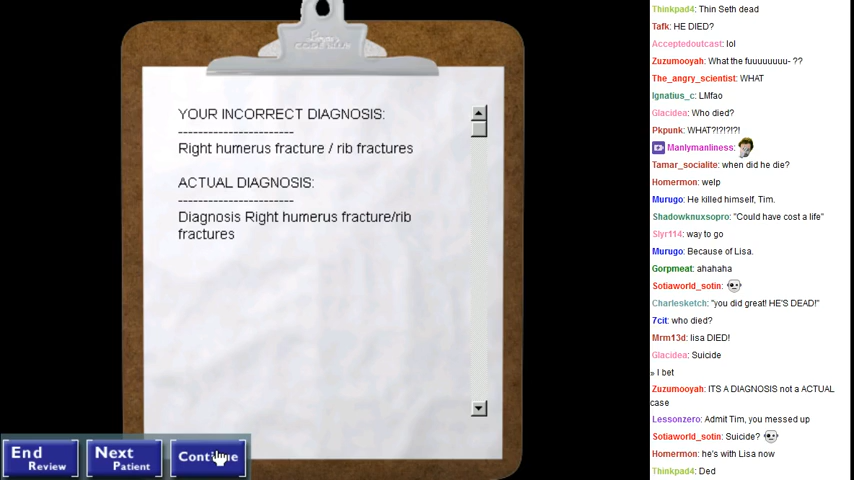 YOUR INCORRECT DIAGNOSIS:
-----------------------
Right humerus fracture / rib fractures
ACTUAL DIAGNOSIS:
-----------------------
Diagnosis Right humerus fracture/rib
fractures
End
Review
Next
Patient
Continue
Thinkpad4: Thin Seth dead
Tafk: HE DIED?
Acceptedoutcast: lol
Zuzumooyah: What the fuuuuuuuu- ??
The_angry_scientist: WHAT
Ignatius_c: LMfao
Glacidea: Who died?
Pkpunk: WHAT?!?!?!?!
Manlymanliness:
Tamar_socialite: when did he die?
Homermon: welp
Murugo: He killed himself, Tim.
Shadowknuxsopro: "Could have cost a life"
Slyr114: way to go
Murugo: Because of Lisa.
Gorpmeat: ahahaha
Sotiaworld_sotin:
Charlesketch: "you did great! HE'S DEAD!"
7cit: who died?
Mrm13d: lisa DIED!
Glacidea: Suicide
» I bet
Zuzumooyah: ITS A DIAGNOSIS not a ACTUAL
case
Lessonzero: Admit Tim, you messed up
Sotiaworld_sotin: Suicide?
Homermon: he's with Lisa now
Thinkpad4: Ded